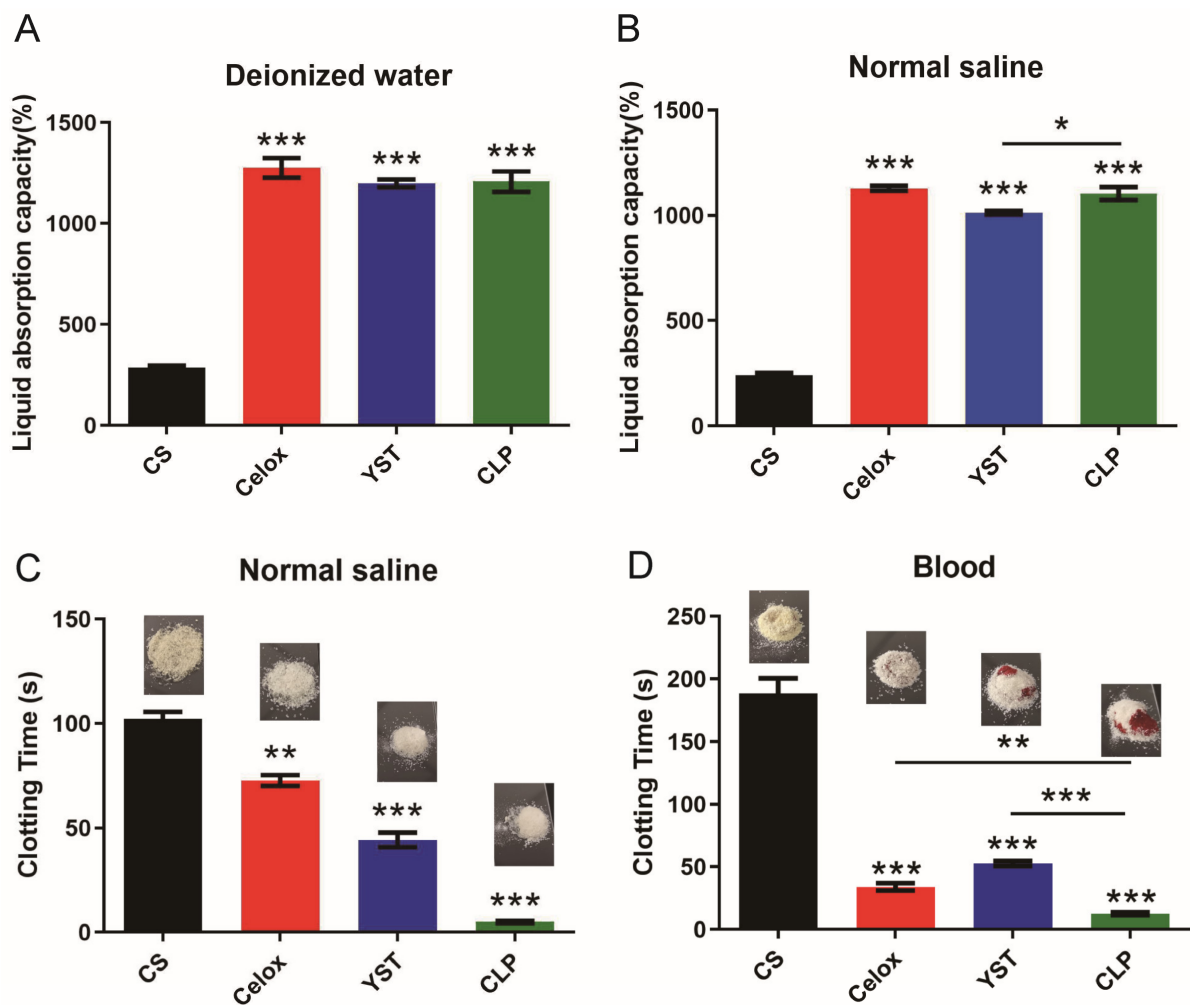 A
Deionized water
Liquid absorption capacity(%)
1500
1000
500
0
***
***
***
CS
Celox
YST
CLP
B
Normal saline
Liquid absorption capacity(%)
1500
1000
500
0
*
***
***
***
CS
Celox
YST
CLP
C
Normal saline
Clotting Time (s)
150
100
50
0
**
***
***
CS
Celox
YST
CLP
D
Blood
Clotting Time (s)
250
200
150
100
50
0
**
***
***
***
***
CS
Celox
YST
CLP